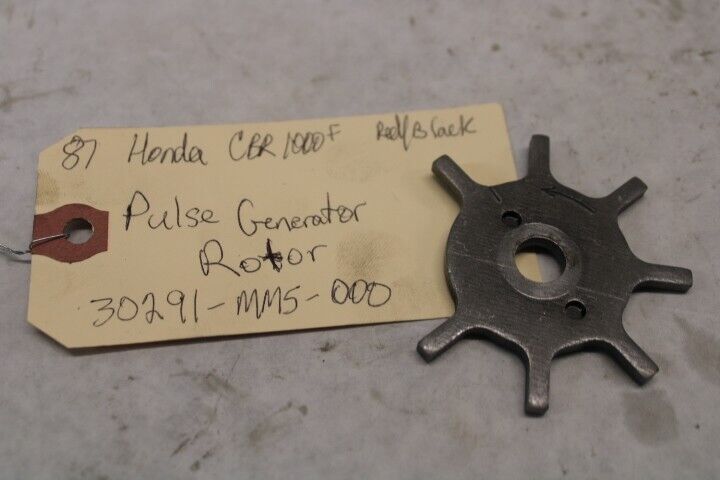 87 Honda CBR1000F Red/Black
Pulse Generator
Rotor
30291-MM5-000